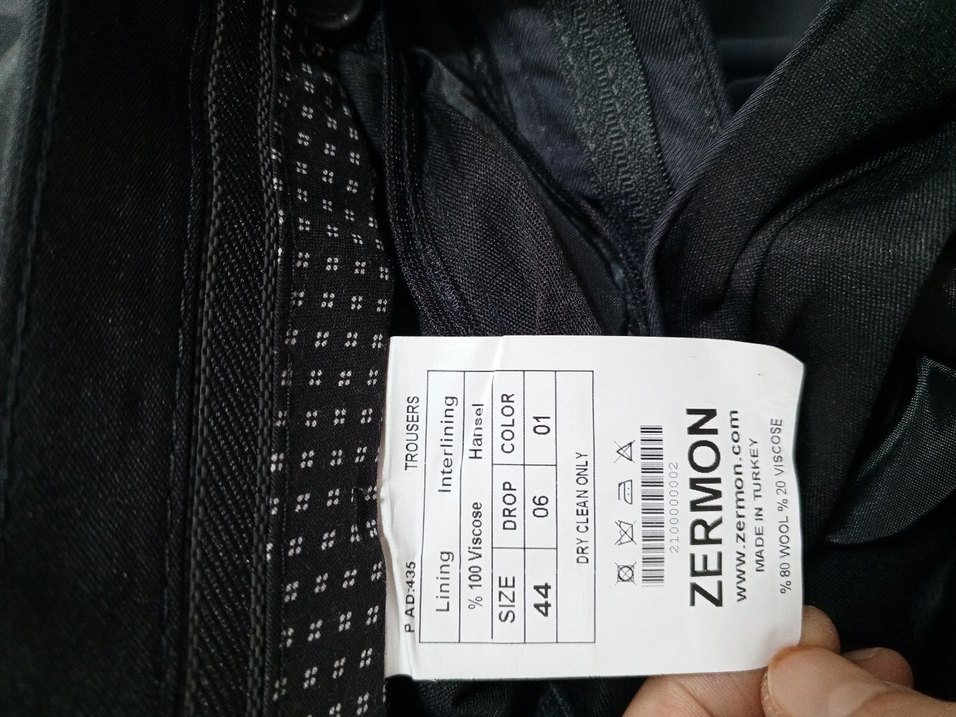 P AD:435 TROUSERS
Lining Interlining
% 100 Viscose Hansel
SIZE DROP COLOR
44 06 01
DRY CLEAN ONLY
2100000002
ZERMON
www.zermon.com
MADE IN TURKEY
% 80 WOOL % 20 VISCOSE